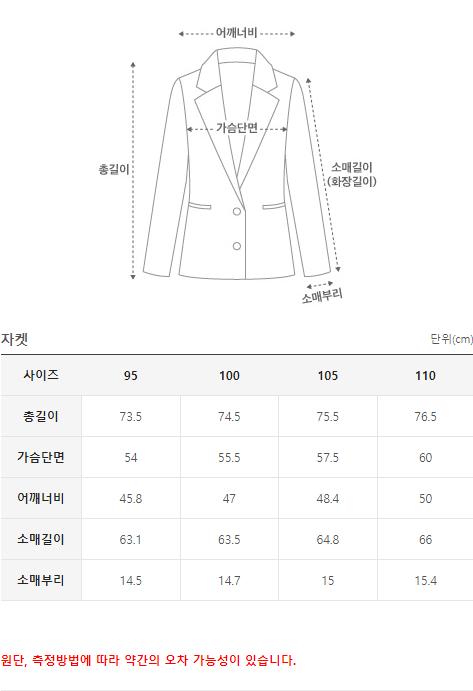 어깨너비
가슴단면
총길이
소매길이
(화장길이)
소매부리
자켓 단위(cm)
사이즈 95 100 105 110
총길이 73.5 74.5 75.5 76.5
가슴단면 54 55.5 57.5 60
어깨너비 45.8 47 48.4 50
소매길이 63.1 63.5 64.8 66
소매부리 14.5 14.7 15 15.4
원단, 측정방법에 따라 약간의 오차 가능성이 있습니다.